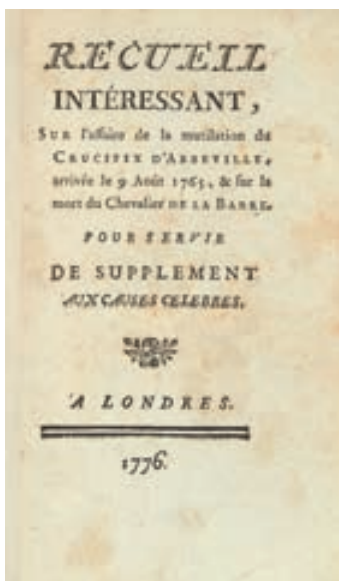 RECUEIL
INTÉRESSANT,
SUR l'affaire de la mutilation du
CRUCIFIX D'ABBEVILLE,
arrivée le 9 Août 1765, & sur la
mort du Chevalier DE LA BARRE.
POUR SERVIR
DE SUPPLEMENT
AUX CAUSES CELEBRES.
A LONDRES.
1776.